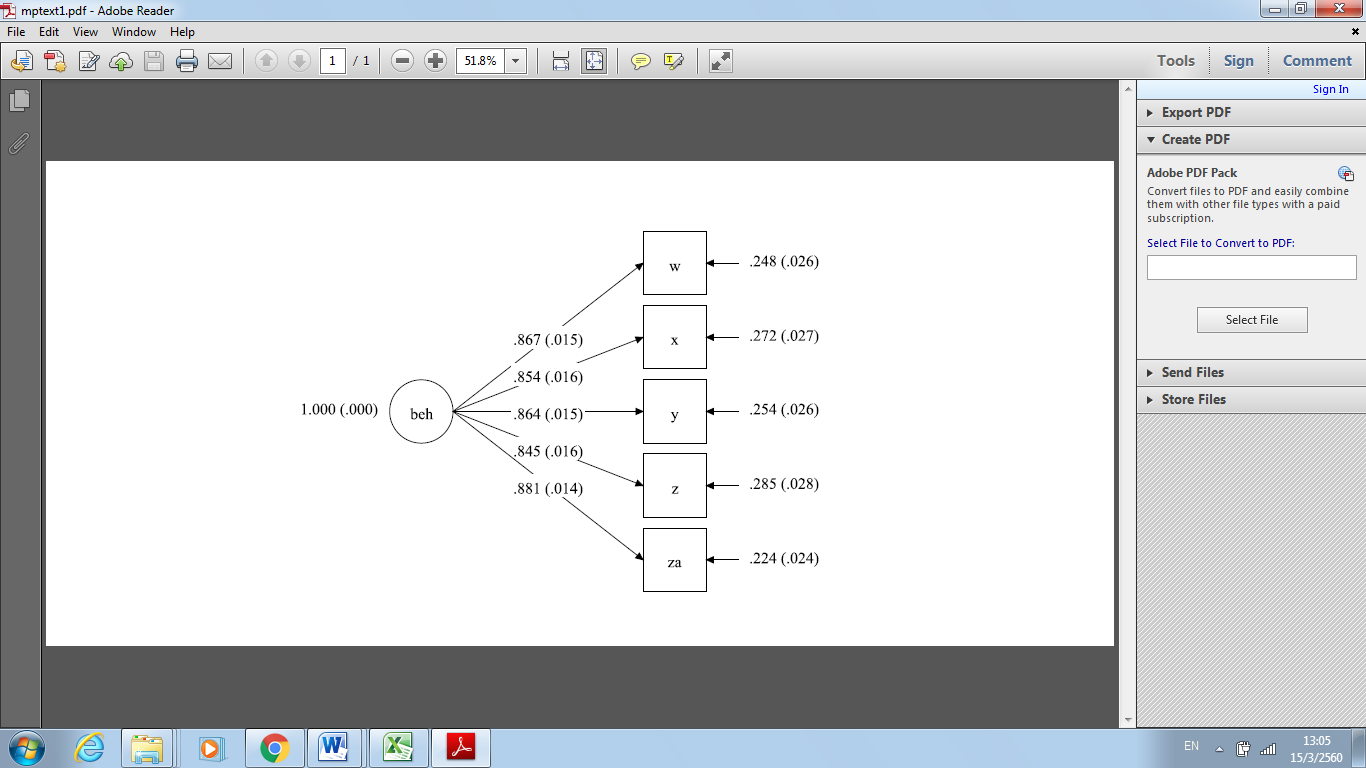 mptext1.pdf - Adobe Reader
File Edit View Window Help
1 / 1 51.8% Tools Sign Comment
Sign In
Export PDF
Create PDF
Adobe PDF Pack
Convert files to PDF and easily combine
them with other file types with a paid
subscription.
Select File to Convert to PDF:
Select File
Send Files
Store Files
w .248 (.026)
.867 (.015)
x .272 (.027)
.854 (.016)
1.000 (.000) beh .864 (.015) y .254 (.026)
.845 (.016)
z .285 (.028)
.881 (.014)
za .224 (.024)
EN 13:05
15/3/2560